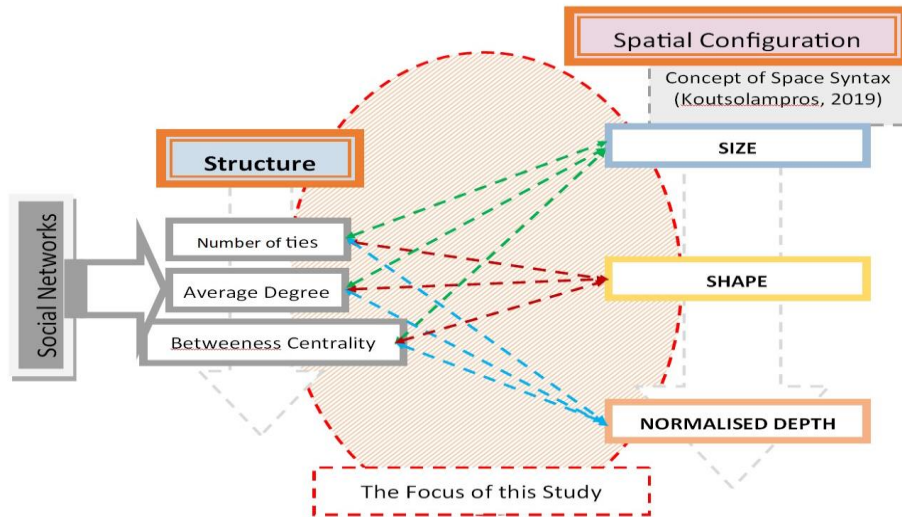 Spatial Configuration
Concept of Space Syntax
(Koutsolampros, 2019)
Structure
SIZE
Social Networks
Number of ties
Average Degree
SHAPE
Betweeness Centrality
NORMALISED DEPTH
The Focus of this Study